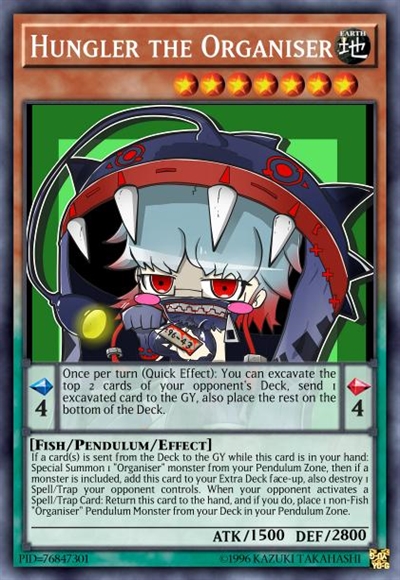 HUNGLER THE ORGANISER
EARTH
地
196-42
Once per turn (Quick Effect): You can excavate
the top 2 cards of your opponent's Deck, send 1
excavated card to the GY, also place the rest on
the bottom of the Deck.
4
4
[FISH/PENDULUM/EFFECT]
If a card(s) is sent from the Deck to the GY while this card is in your hand:
Special Summon 1 "Organiser" monster from your Pendulum Zone, then if a
monster is included, add this card to your Extra Deck face-up, also destroy 1
Spell/Trap your opponent controls. When your opponent activates a
Spell/Trap Card: Return this card to the hand, and if you do, place 1 non-Fish
"Organiser" Pendulum Monster from your Deck in your Pendulum Zone.
ATK/1500 DEF/2800
PID=76847301
©1996 KAZUKI TAKAHASHI